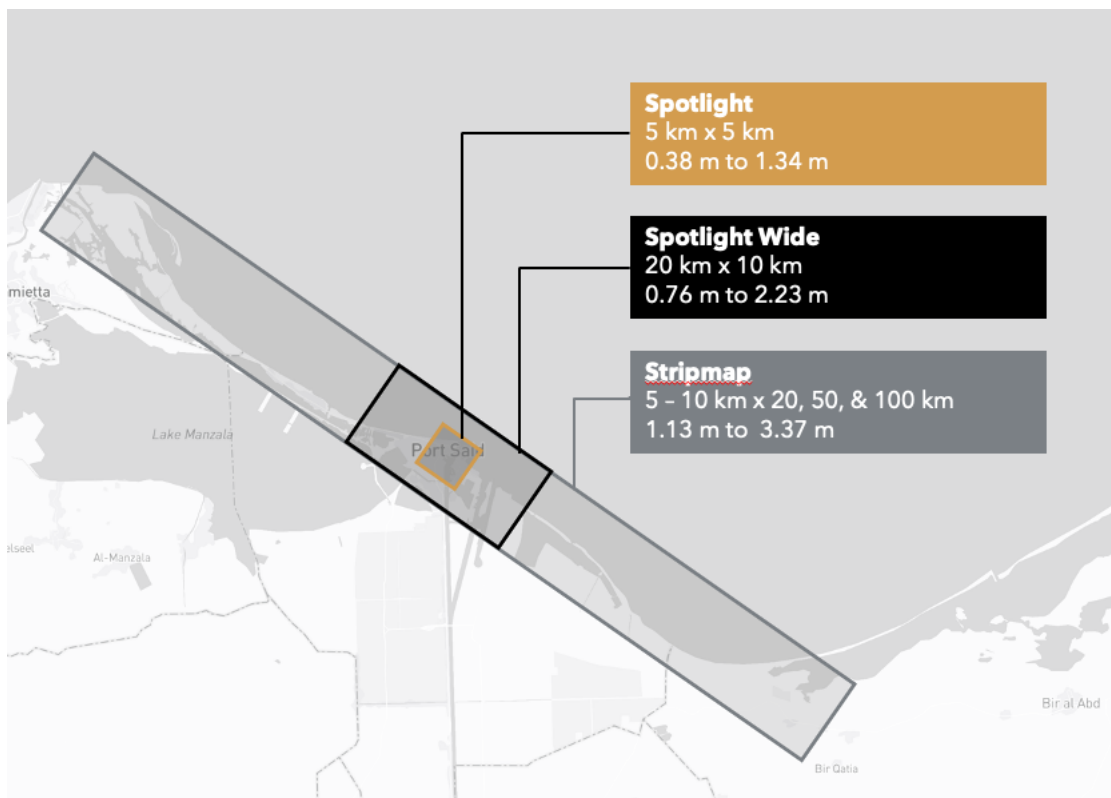 Spotlight
5 km x 5 km
0.38 m to 1.34 m
Spotlight Wide
20 km x 10 km
0.76 m to 2.23 m
Stripmap
5 – 10 km x 20, 50, & 100 km
1.13 m to  3.37 m
mietta
Lake Manzala
Port Said
elseel
Al-Manzala
Bir al Abd
Bir Qatia